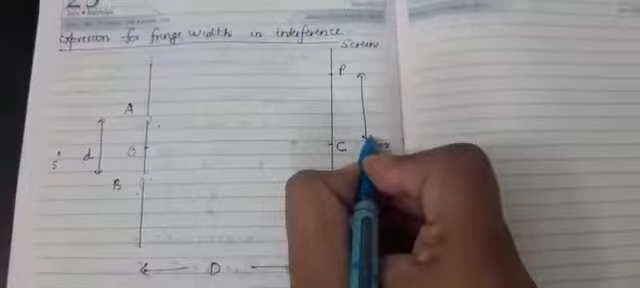 Expression for fringe width in interference
Screen
P
A
d
O
C
x
S
B
D